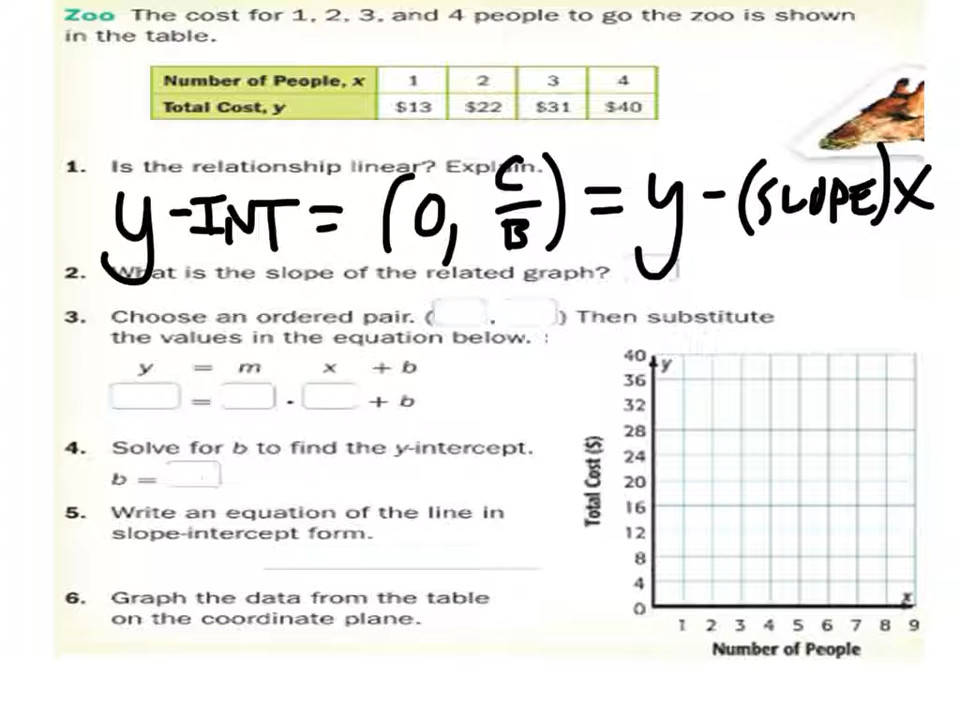 Zoo The cost for 1, 2, 3, and 4 people to go the zoo is shown
in the table.
Number of People, x 1 2 3 4
Total Cost, y $13 $22 $31 $40
1. Is the relationship linear? Explain.
y-INT = (0, C/B) = y-(SLOPE)x
2. What is the slope of the related graph?
3. Choose an ordered pair. ( , ) Then substitute
the values in the equation below. :
y = m x + b
= . + b
4. Solve for b to find the y-intercept.
b =
5. Write an equation of the line in
slope-intercept form.
6. Graph the data from the table
on the coordinate plane.
Total Cost ($)
40 y
36
32
28
24
20
16
12
8
4
0 x
1 2 3 4 5 6 7 8 9
Number of People